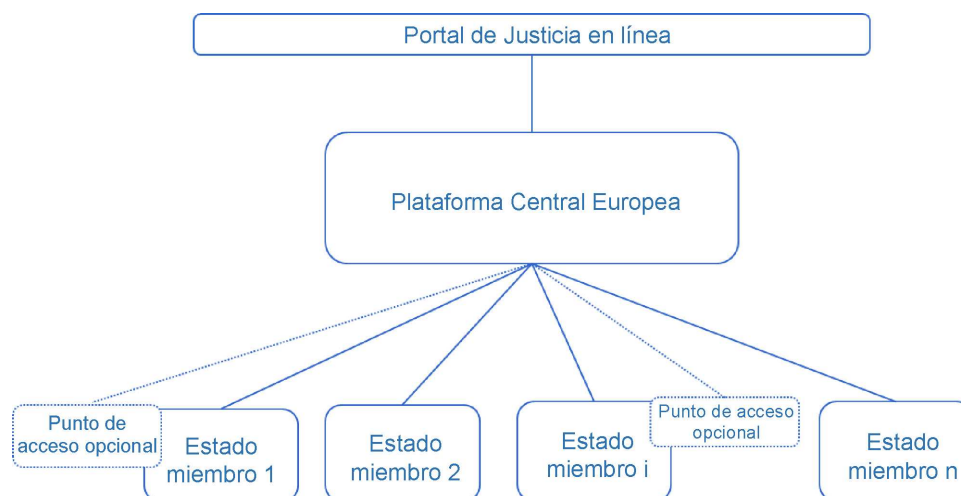 Portal de Justicia en línea
Plataforma Central Europea
Punto de
acceso opcional
Estado
miembro 1
Estado
miembro 2
Estado
miembro i
Punto de acceso
opcional
Estado
miembro n